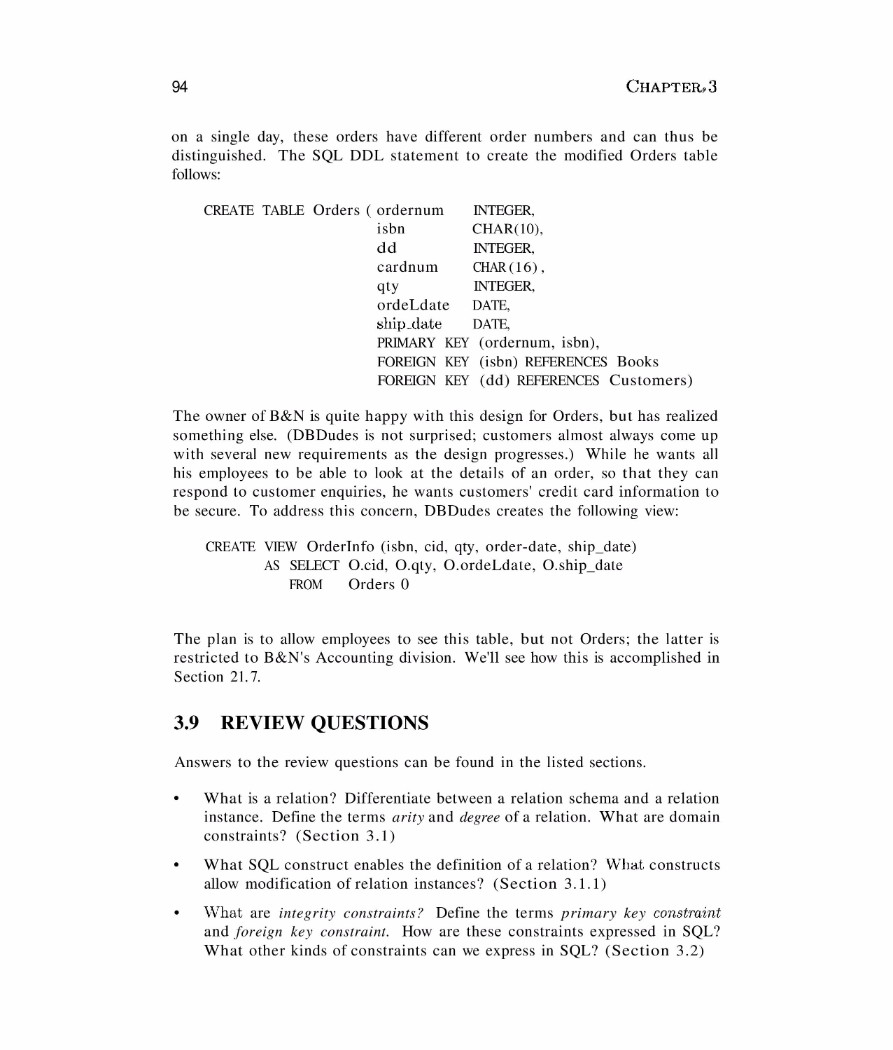 94 CHAPTER 3
on a single day, these orders have different order numbers and can thus be
distinguished. The SQL DDL statement to create the modified Orders table
follows:
CREATE TABLE Orders ( ordernum INTEGER,
isbn CHAR(10),
dd INTEGER,
cardnum CHAR (16) ,
qty INTEGER,
ordeLdate DATE,
ship_date DATE,
PRIMARY KEY (ordernum, isbn),
FOREIGN KEY (isbn) REFERENCES Books
FOREIGN KEY (dd) REFERENCES Customers)
The owner of B&N is quite happy with this design for Orders, but has realized
something else. (DBDudes is not surprised; customers almost always come up
with several new requirements as the design progresses.) While he wants all
his employees to be able to look at the details of an order, so that they can
respond to customer enquiries, he wants customers' credit card information to
be secure. To address this concern, DBDudes creates the following view:
CREATE VIEW OrderInfo (isbn, cid, qty, order-date, ship_date)
AS SELECT O.cid, O.qty, O.ordeLdate, O.ship_date
FROM Orders 0
The plan is to allow employees to see this table, but not Orders; the latter is
restricted to B&N's Accounting division. We'll see how this is accomplished in
Section 21.7.
3.9 REVIEW QUESTIONS
Answers to the review questions can be found in the listed sections.
• What is a relation? Differentiate between a relation schema and a relation
instance. Define the terms arity and degree of a relation. What are domain
constraints? (Section 3.1)
• What SQL construct enables the definition of a relation? What constructs
allow modification of relation instances? (Section 3.1.1)
• What are integrity constraints? Define the terms primary key constraint
and foreign key constraint. How are these constraints expressed in SQL?
What other kinds of constraints can we express in SQL? (Section 3.2)